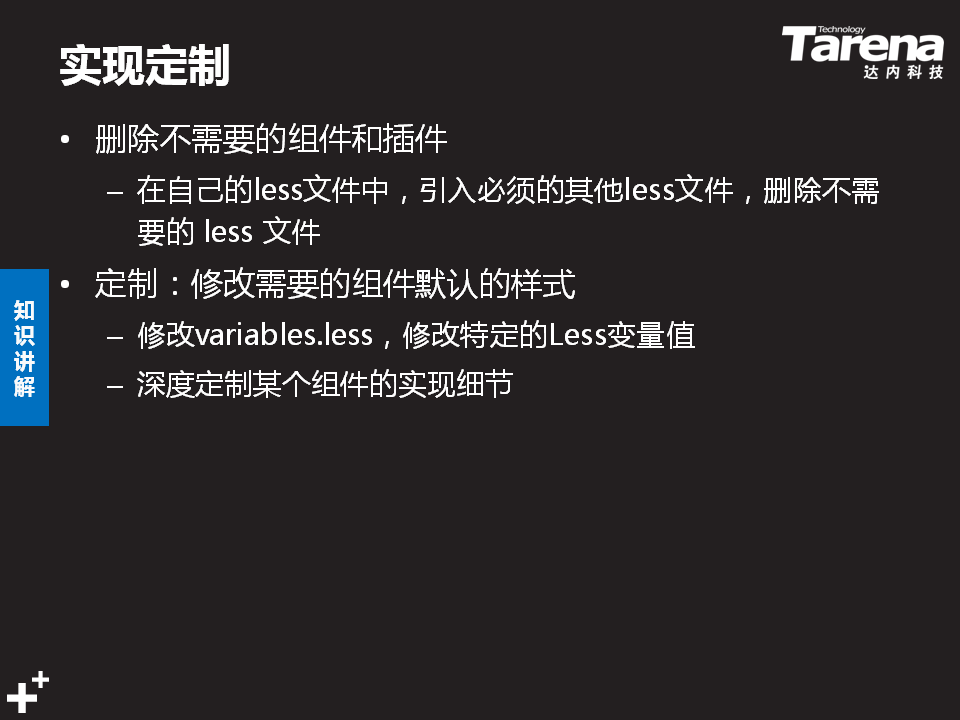 实现定制
Technology
Tarena
达内科技
• 删除不需要的组件和插件
– 在自己的less文件中，引入必须的其他less文件，删除不需
要的 less 文件
• 定制：修改需要的组件默认的样式
– 修改variables.less，修改特定的Less变量值
– 深度定制某个组件的实现细节
知
识
讲
解